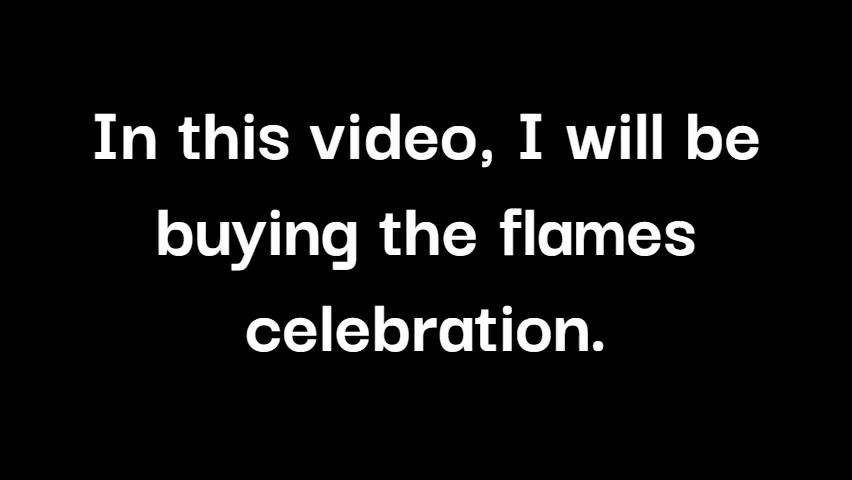 In this video, I will be
buying the flames
celebration.